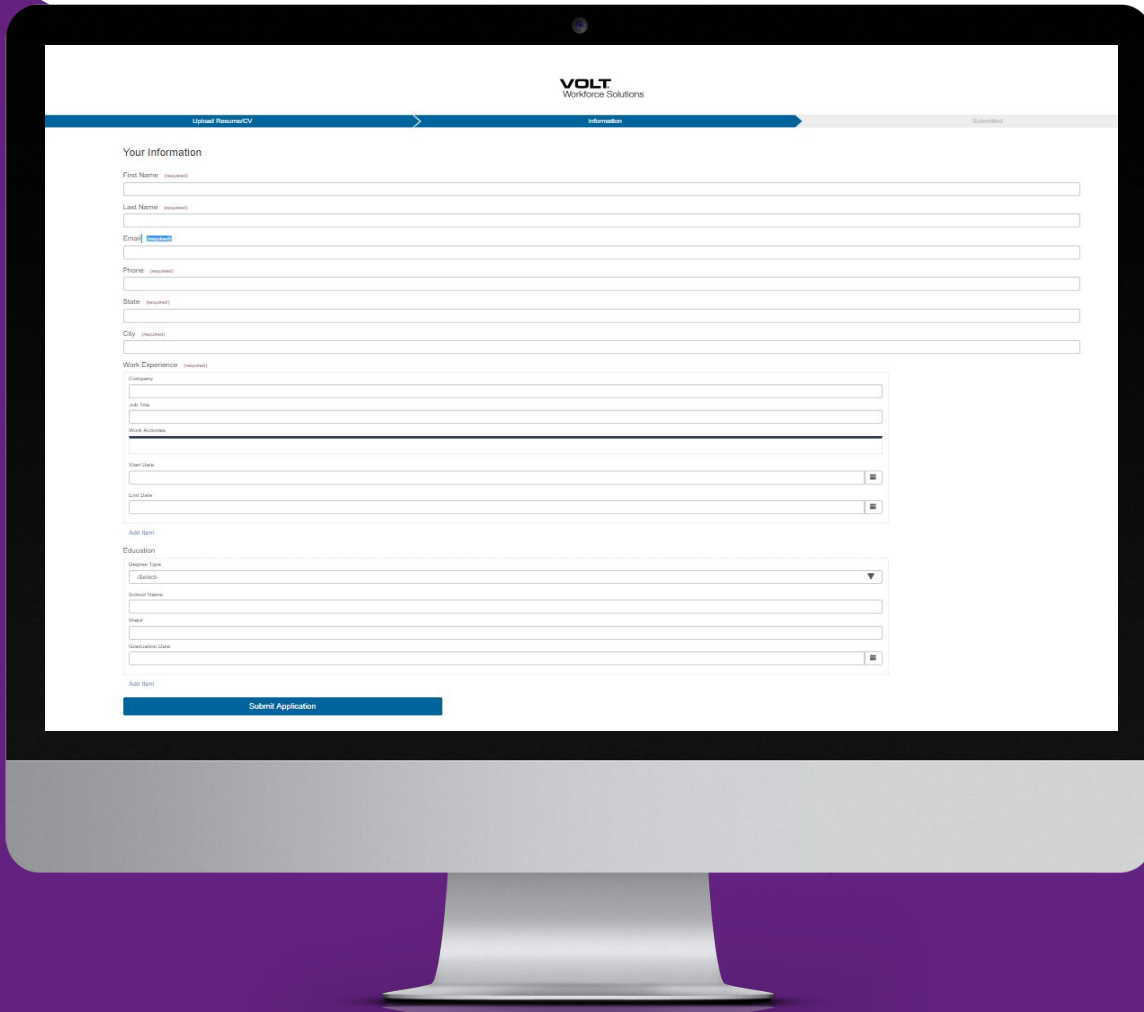 VOLT
Workforce Solutions
Upload Resume/CV
Information
Submitted
Your Information
First Name (required)
Last Name (required)
Email (required)
Phone (required)
State (required)
City (required)
Work Experience (required)
Company
Job Title
Work Activities
Start Date
End Date
Add Item
Education
Degree Type
-Select-
School Name
Major
Graduation Date
Add Item
Submit Application